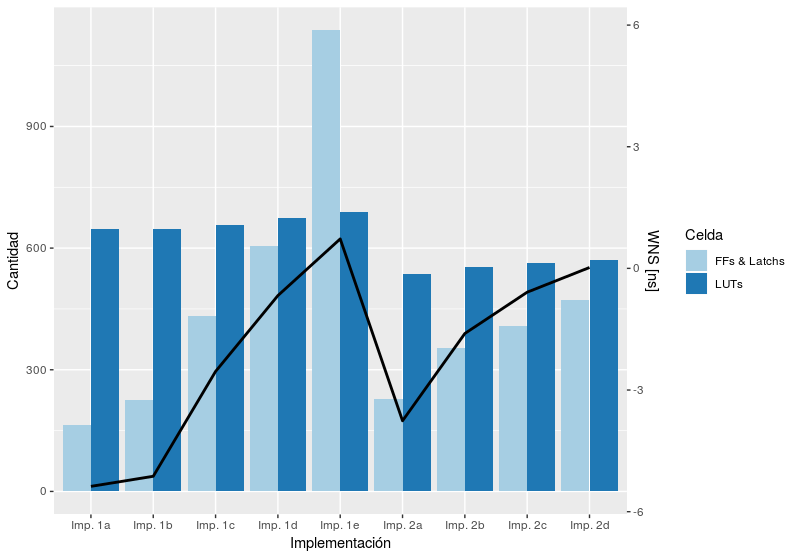 Cantidad
900
600
300
0
6
3
0
-3
-6
WNS [ns]
Imp. 1a Imp. 1b Imp. 1c Imp. 1d Imp. 1e Imp. 2a Imp. 2b Imp. 2c Imp. 2d
Implementación
Celda
FFs & Latchs
LUTs